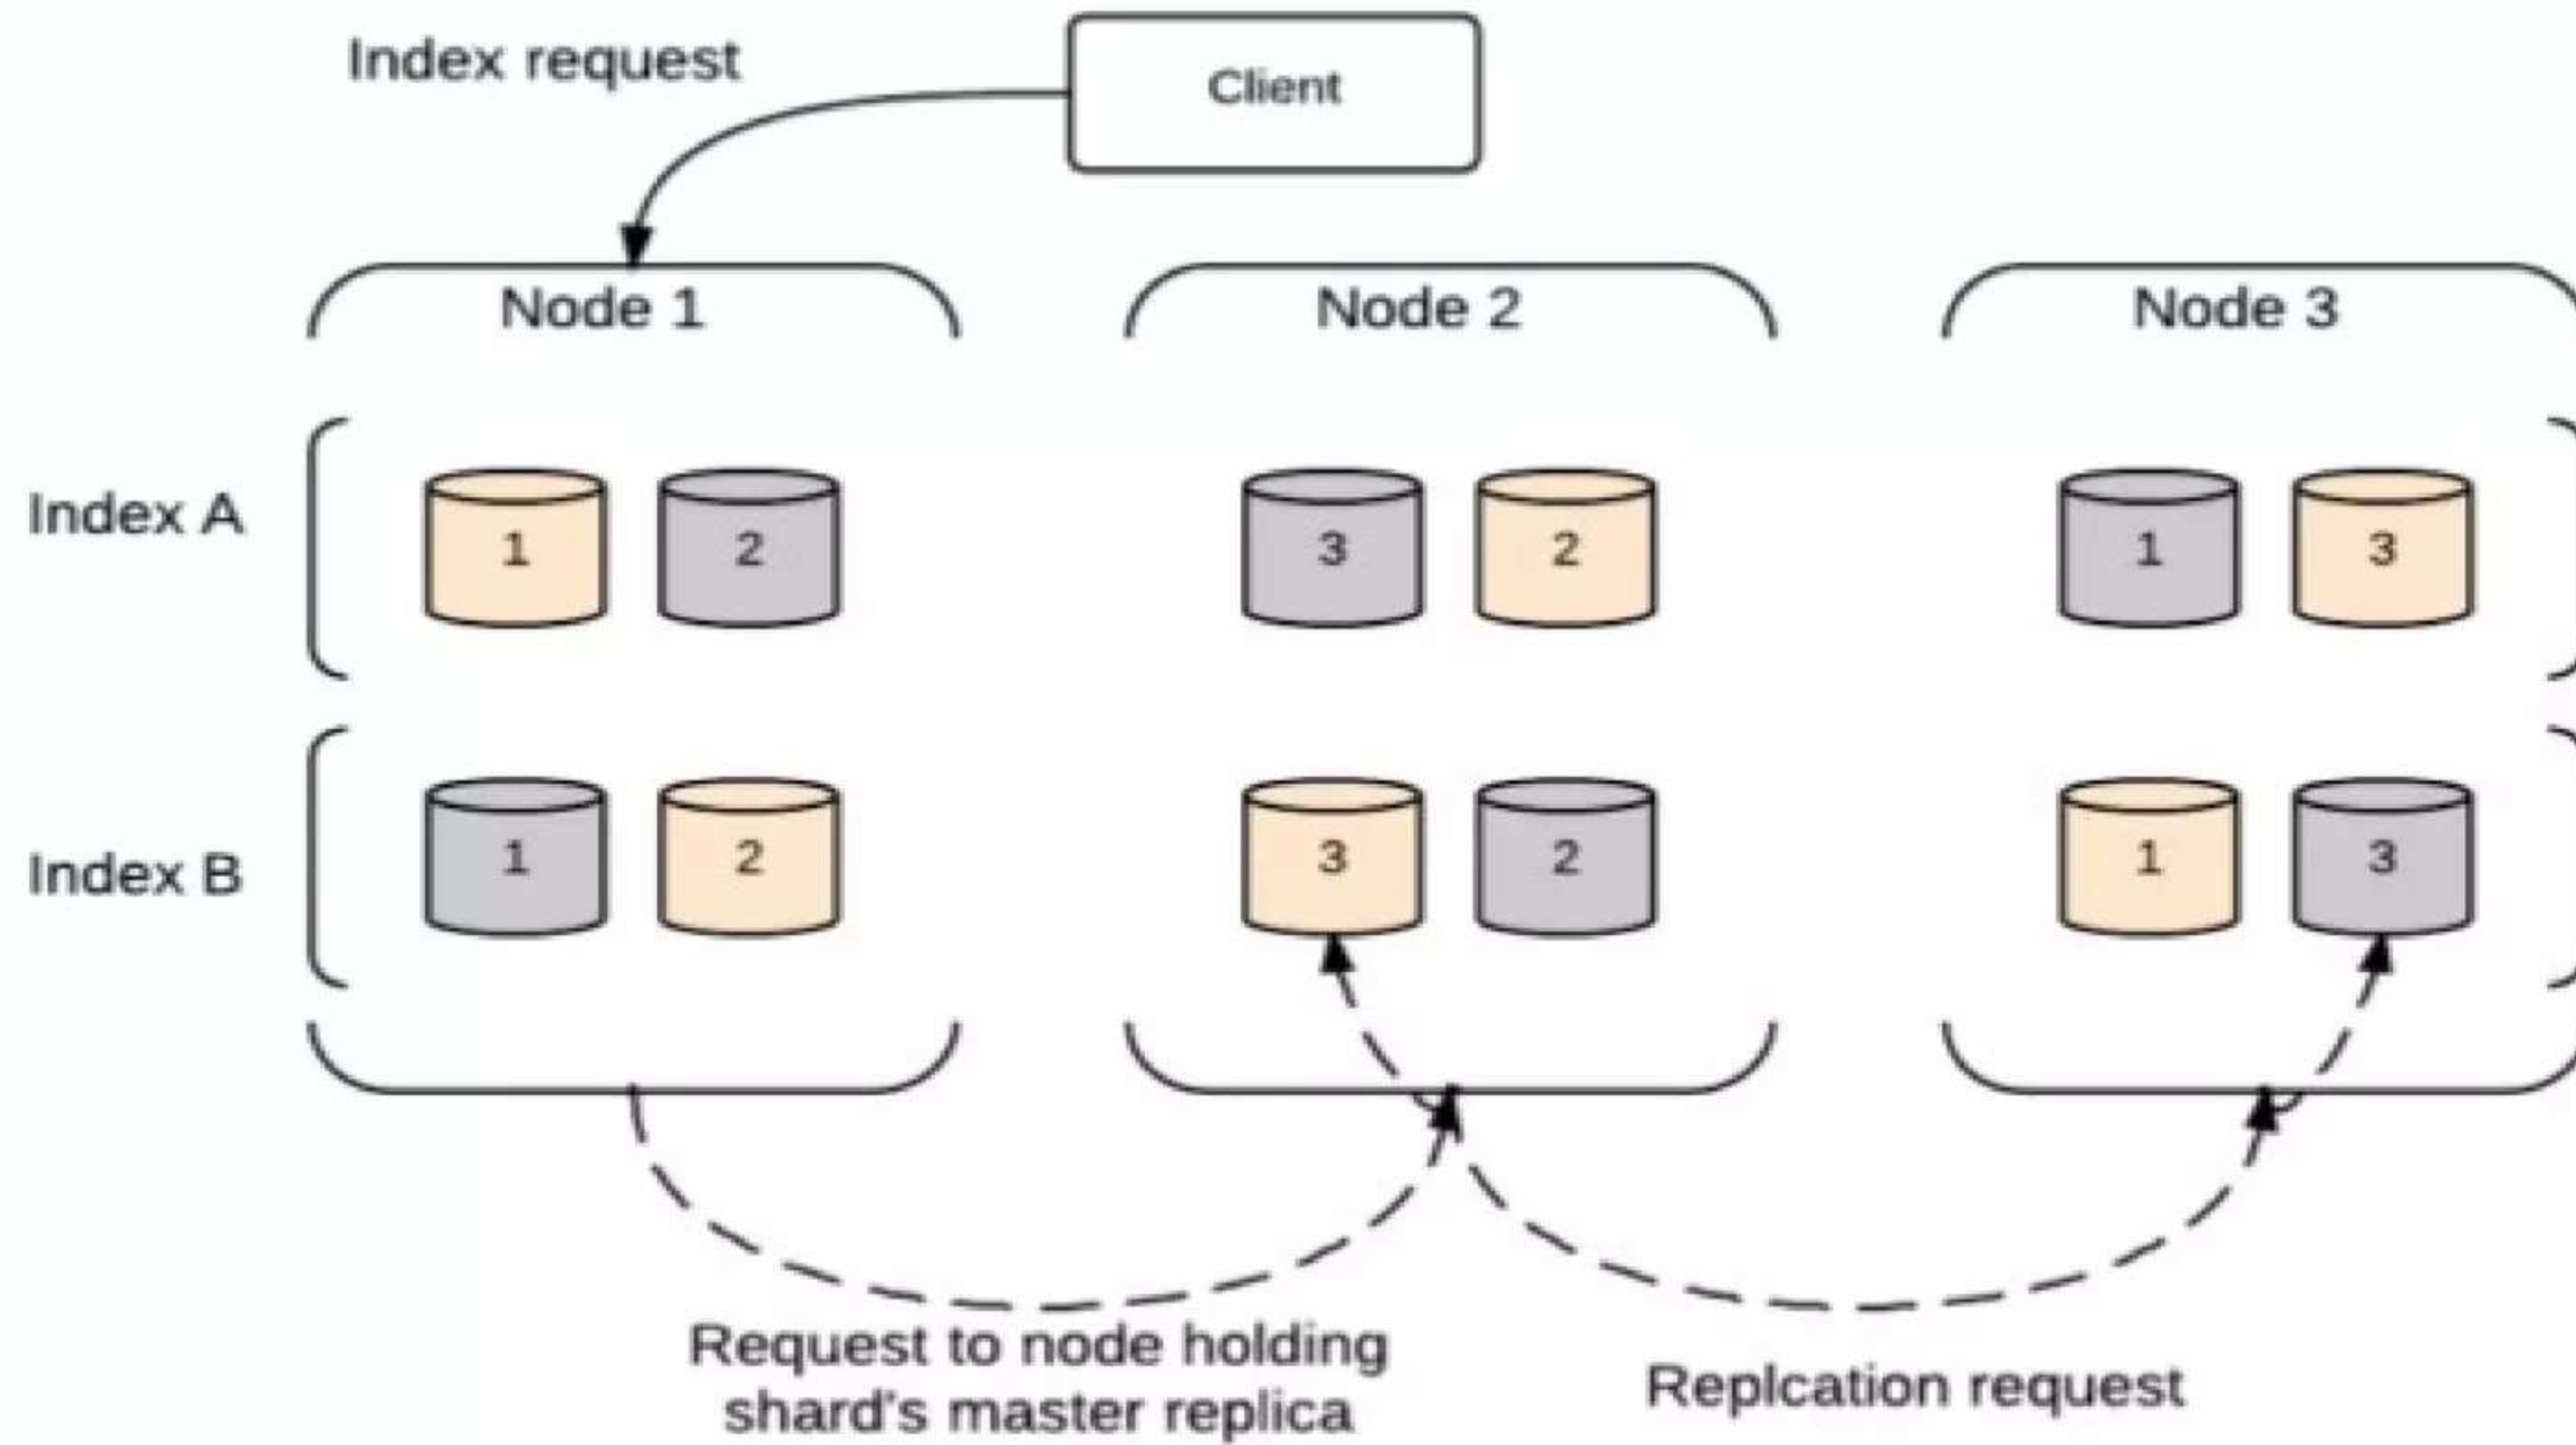 Index request
Client
Node 1
Node 2
Node 3
Index A
1
2
3
2
1
3
Index B
1
2
3
2
1
3
Request to node holding
shard's master replica
Replcation request